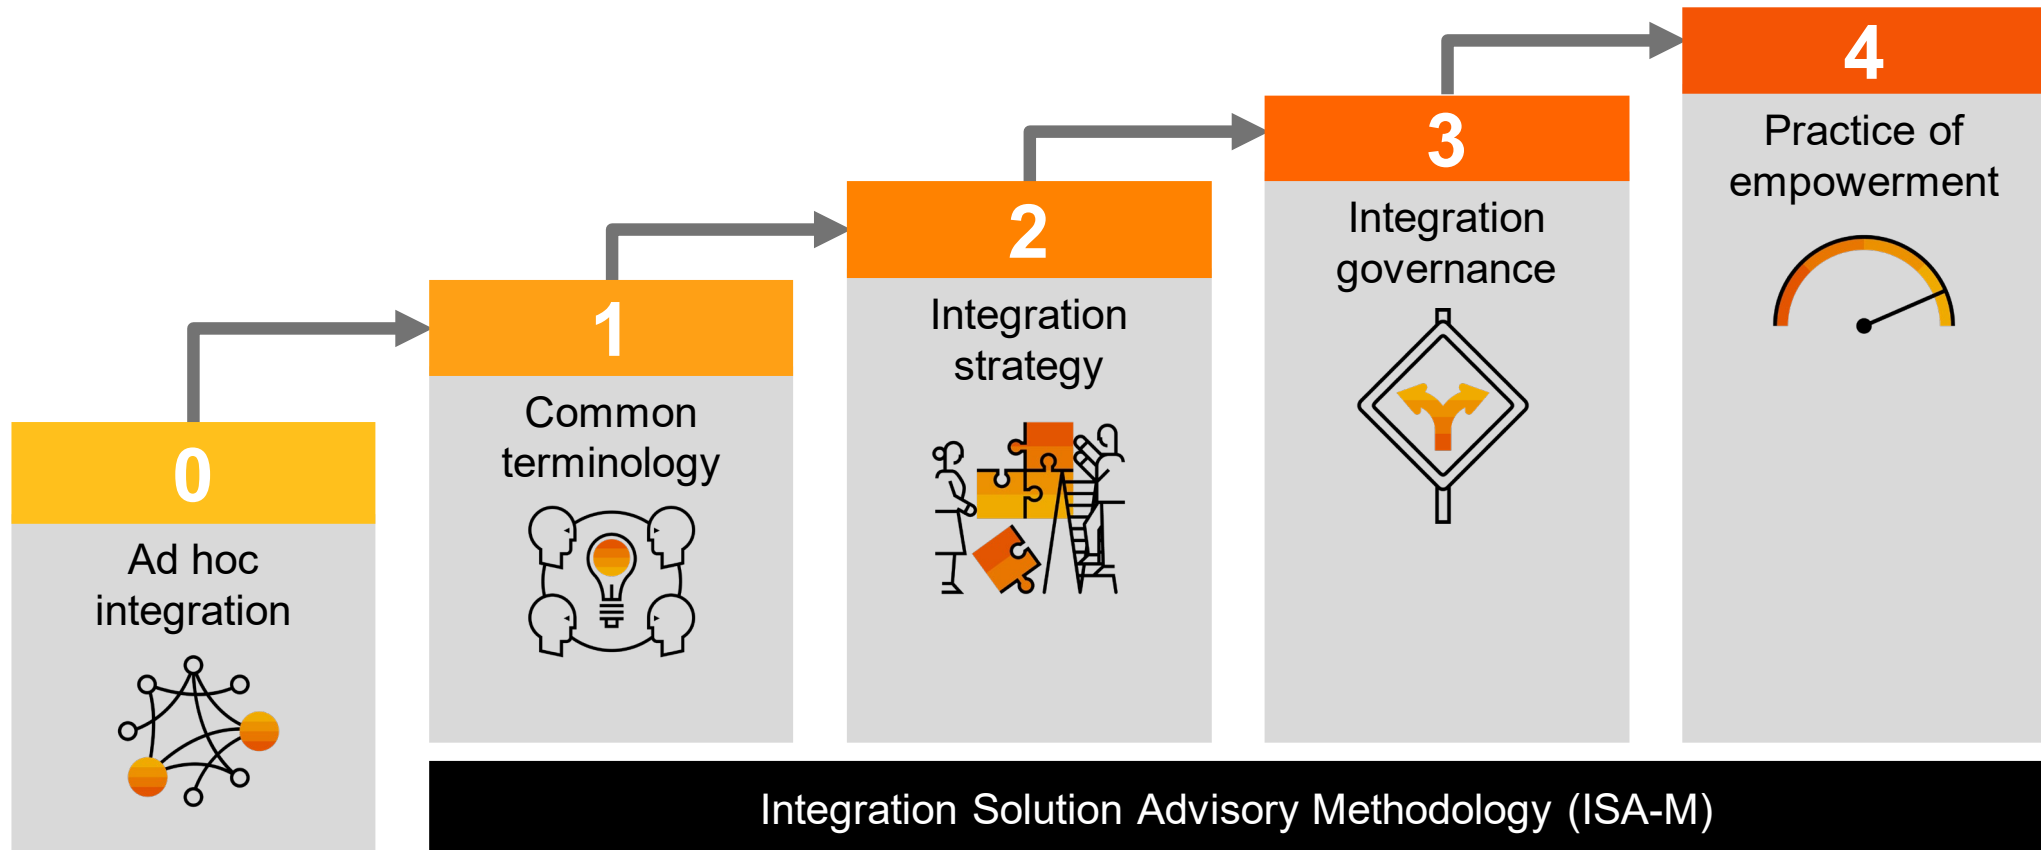 0
Ad hoc
integration
1
Common
terminology
2
Integration
strategy
3
Integration
governance
4
Practice of
empowerment
Integration Solution Advisory Methodology (ISA-M)